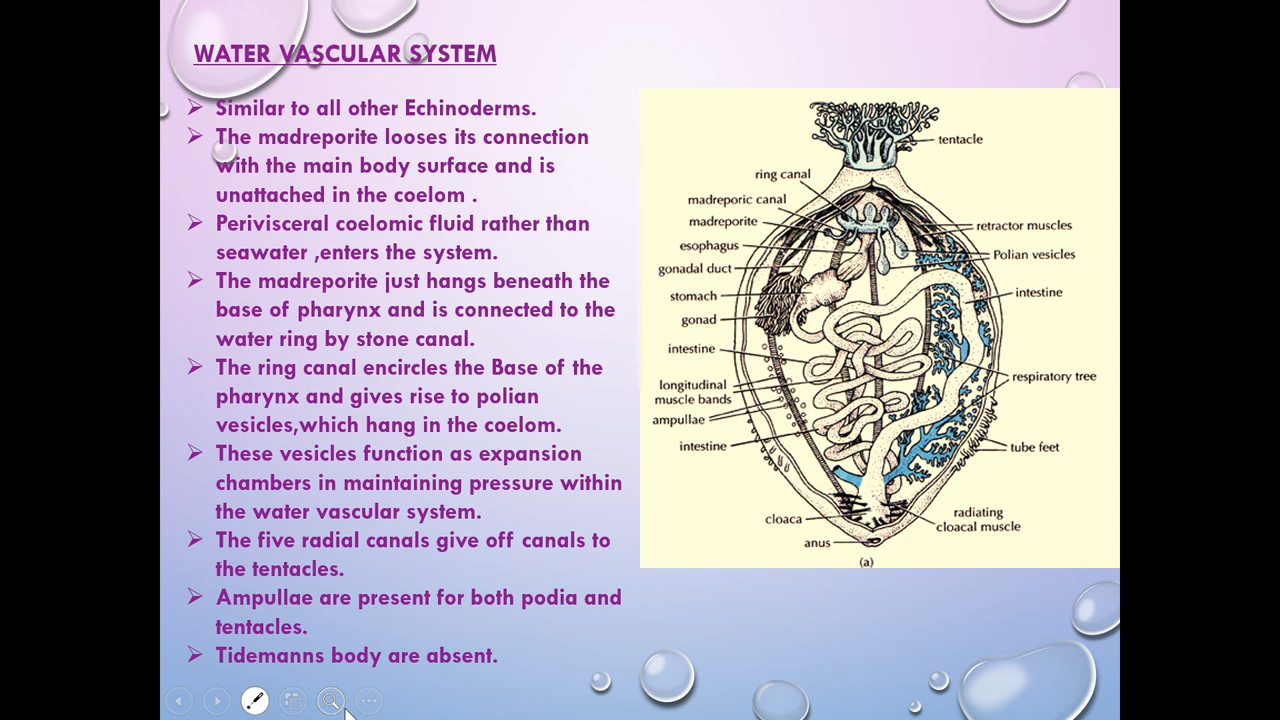 WATER VASCULAR SYSTEM
➢ Similar to all other Echinoderms.
➢ The madreporite looses its connection
with the main body surface and is
unattached in the coelom .
➢ Perivisceral coelomic fluid rather than
seawater ,enters the system.
➢ The madreporite just hangs beneath the
base of pharynx and is connected to the
water ring by stone canal.
➢ The ring canal encircles the Base of the
pharynx and gives rise to polian
vesicles,which hang in the coelom.
➢ These vesicles function as expansion
chambers in maintaining pressure within
the water vascular system.
➢ The five radial canals give off canals to
the tentacles.
➢ Ampullae are present for both podia and
tentacles.
➢ Tidemanns body are absent.
tentacle
ring canal
madreporic canal
madreporite
esophagus
gonadal duct
stomach
gonad
intestine
longitudinal
muscle bands
ampullae
intestine
cloaca
anus
retractor muscles
Polian vesicles
intestine
respiratory tree
tube feet
radiating
cloacal muscle
(a)